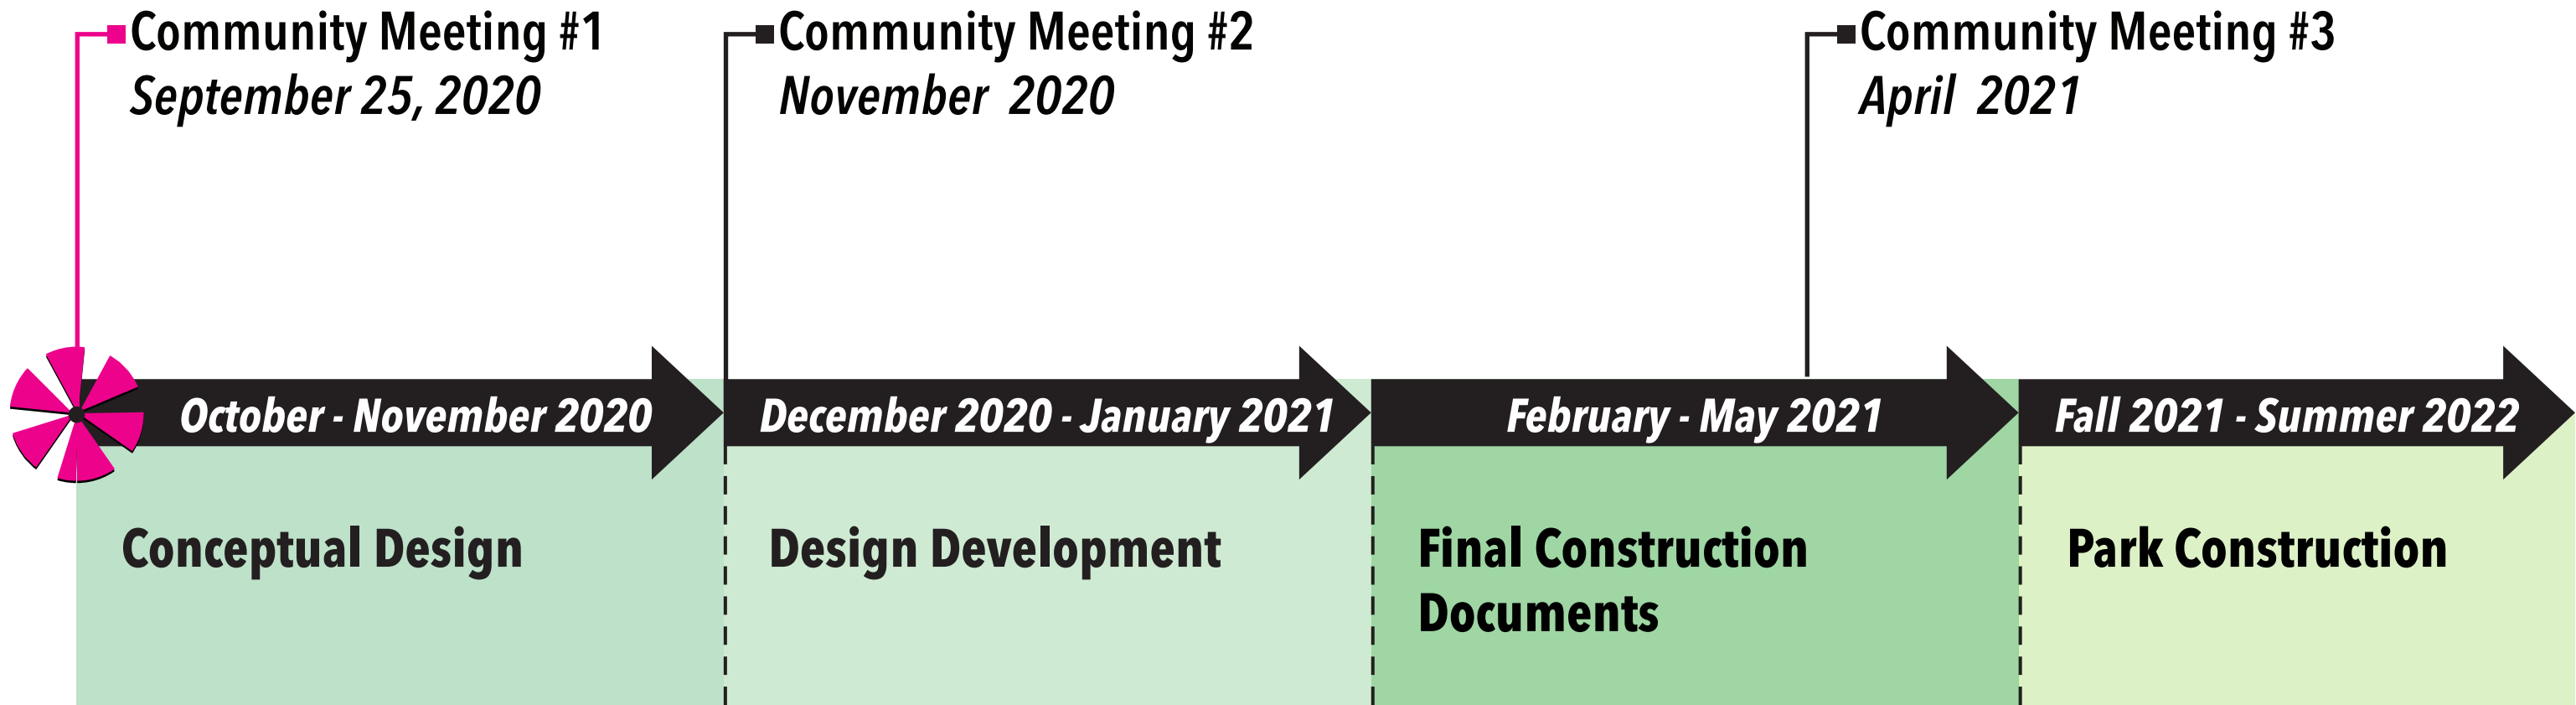 Community Meeting #1
September 25, 2020
Community Meeting #2
November 2020
Community Meeting #3
April 2021
October - November 2020
December 2020 - January 2021
February - May 2021
Fall 2021 - Summer 2022
Conceptual Design
Design Development
Final Construction
Documents
Park Construction